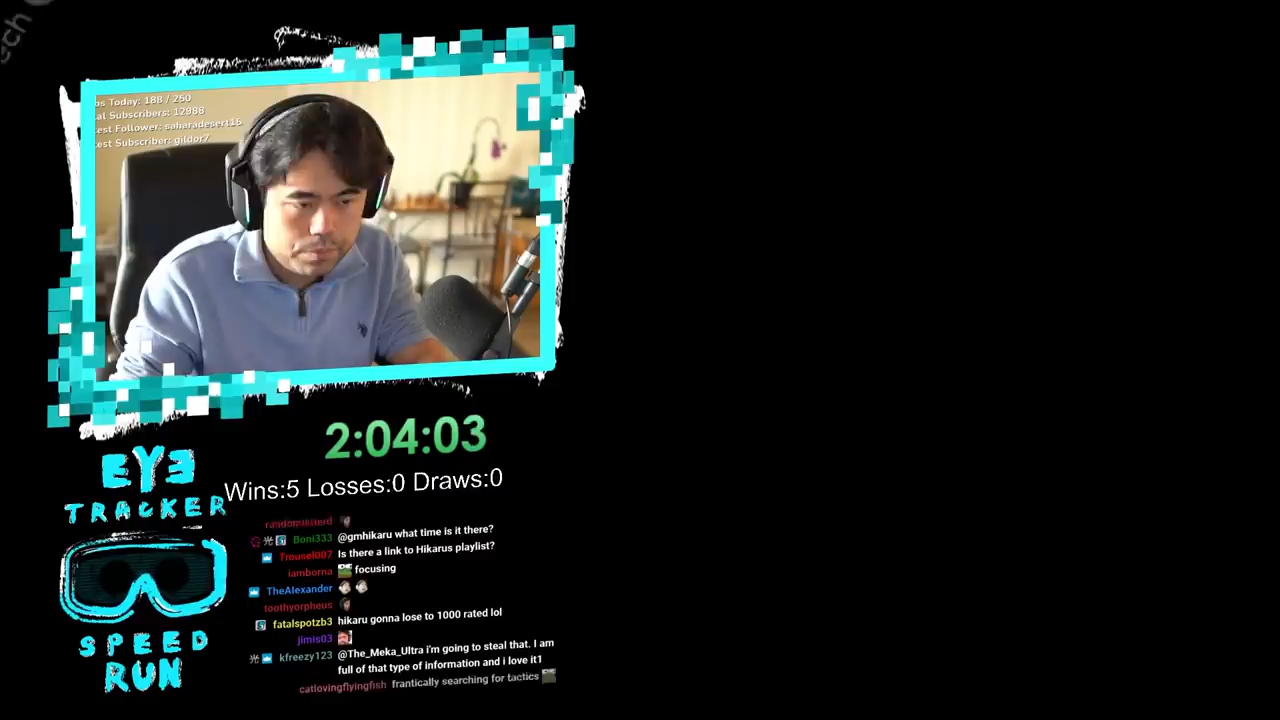 ech
bs Today: 188 / 250
al Subscribers: 12988
est Follower: saharadesert15
est Subscriber: gildor7
2:04:03
Wins:5 Losses:0 Draws:0
EYE
TRACKER
SPEED
RUN
Boni333 @gmhikaru what time is it there?
Trousel007 Is there a link to Hikarus playlist?
iamborna focusing
TheAlexander
toothyorpheus
fatalspotzb3 hikaru gonna lose to 1000 rated lol
jimis03
kfreezy123 @The_Meka_Ultra i'm going to steal that. I am
full of that type of information and i love it1
catlovingflyingfish frantically searching for tactics